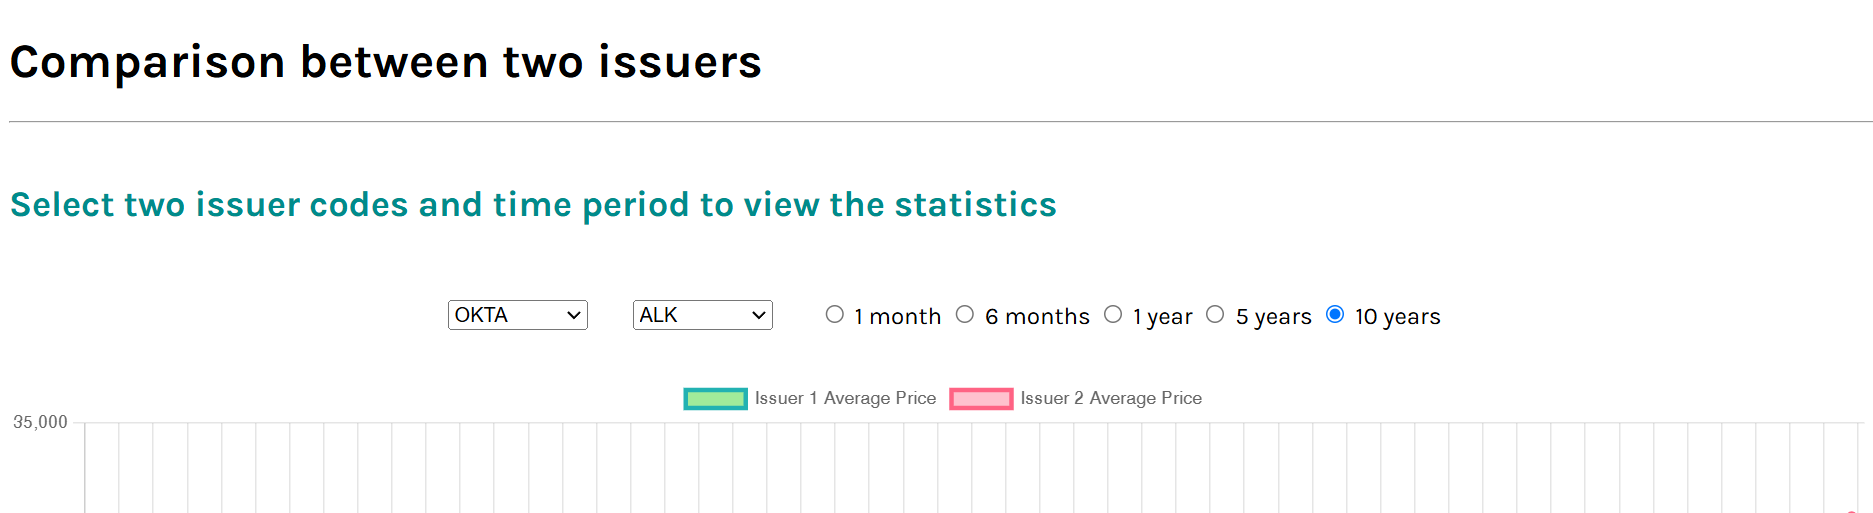 Comparison between two issuers
Select two issuer codes and time period to view the statistics
OKTA ALK 1 month 6 months 1 year 5 years 10 years
Issuer 1 Average Price Issuer 2 Average Price
35,000